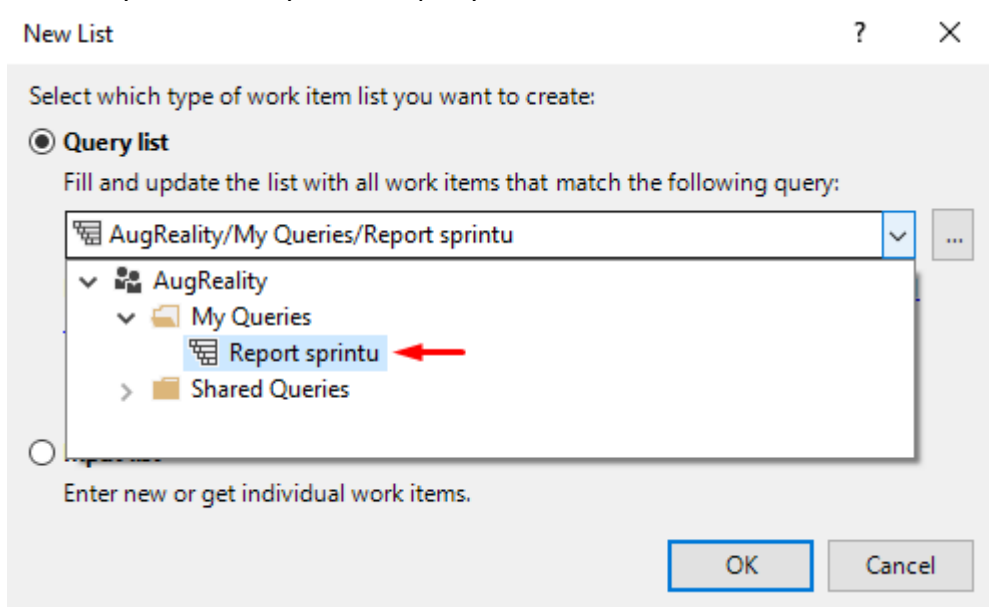 New List
Select which type of work item list you want to create:
Query list
Fill and update the list with all work items that match the following query:
AugReality/My Queries/Report sprintu
...
AugReality
My Queries
Report sprintu
Shared Queries
Enter new or get individual work items.
OK Cancel